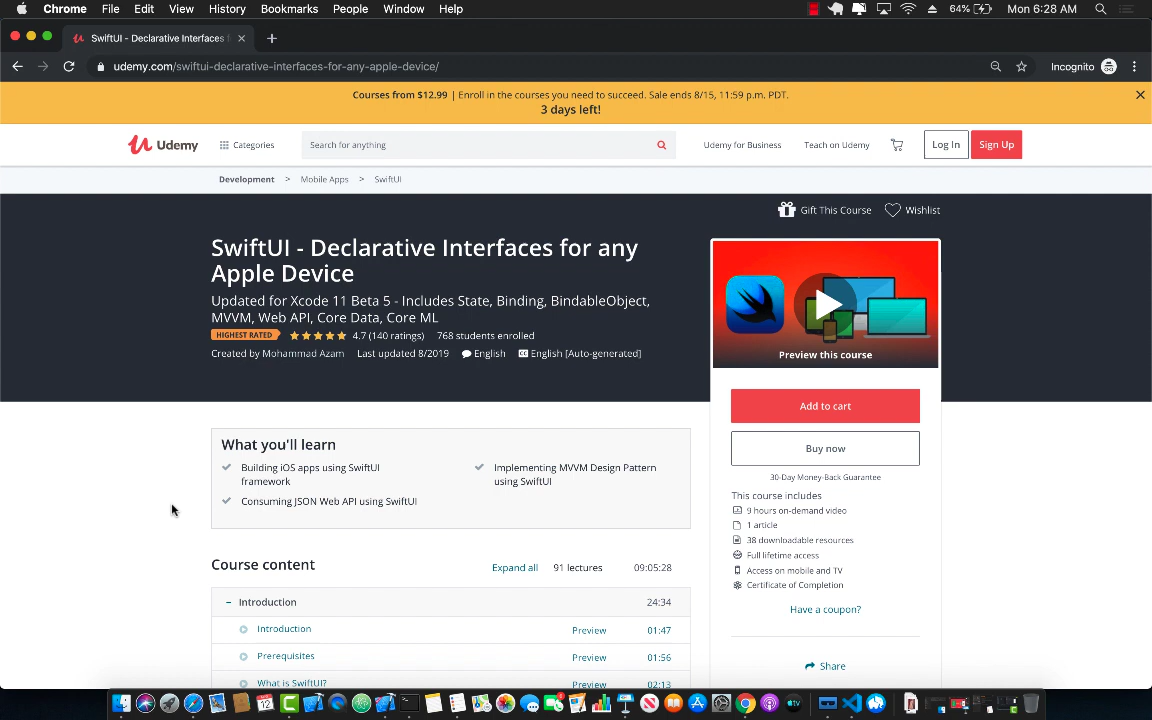 Chrome File Edit View History Bookmarks People Window Help 64% Mon 6:28 AM
SwiftUI - Declarative Interfaces f
udemy.com/swiftui-declarative-interfaces-for-any-apple-device/ Incognito
Courses from $12.99 | Enroll in the courses you need to succeed. Sale ends 8/15, 11:59 p.m. PDT.
3 days left!
Udemy Categories Search for anything Udemy for Business Teach on Udemy Log In Sign Up
Development > Mobile Apps > SwiftUI
Gift This Course Wishlist
SwiftUI - Declarative Interfaces for any
Apple Device
Updated for Xcode 11 Beta 5 - Includes State, Binding, BindableObject,
MVVM, Web API, Core Data, Core ML
HIGHEST RATED 4.7 (140 ratings) 768 students enrolled
Created by Mohammad Azam Last updated 8/2019 English English [Auto-generated]
Preview this course
Add to cart
Buy now
30-Day Money-Back Guarantee
This course includes
9 hours on-demand video
1 article
38 downloadable resources
Full lifetime access
Access on mobile and TV
Certificate of Completion
Have a coupon?
Share
What you'll learn
Building iOS apps using SwiftUI
framework
Implementing MVVM Design Pattern
using SwiftUI
Consuming JSON Web API using SwiftUI
Course content Expand all 91 lectures 09:05:28
Introduction 24:34
Introduction Preview 01:47
Prerequisites Preview 01:56
What is SwiftUI? Preview 02:13